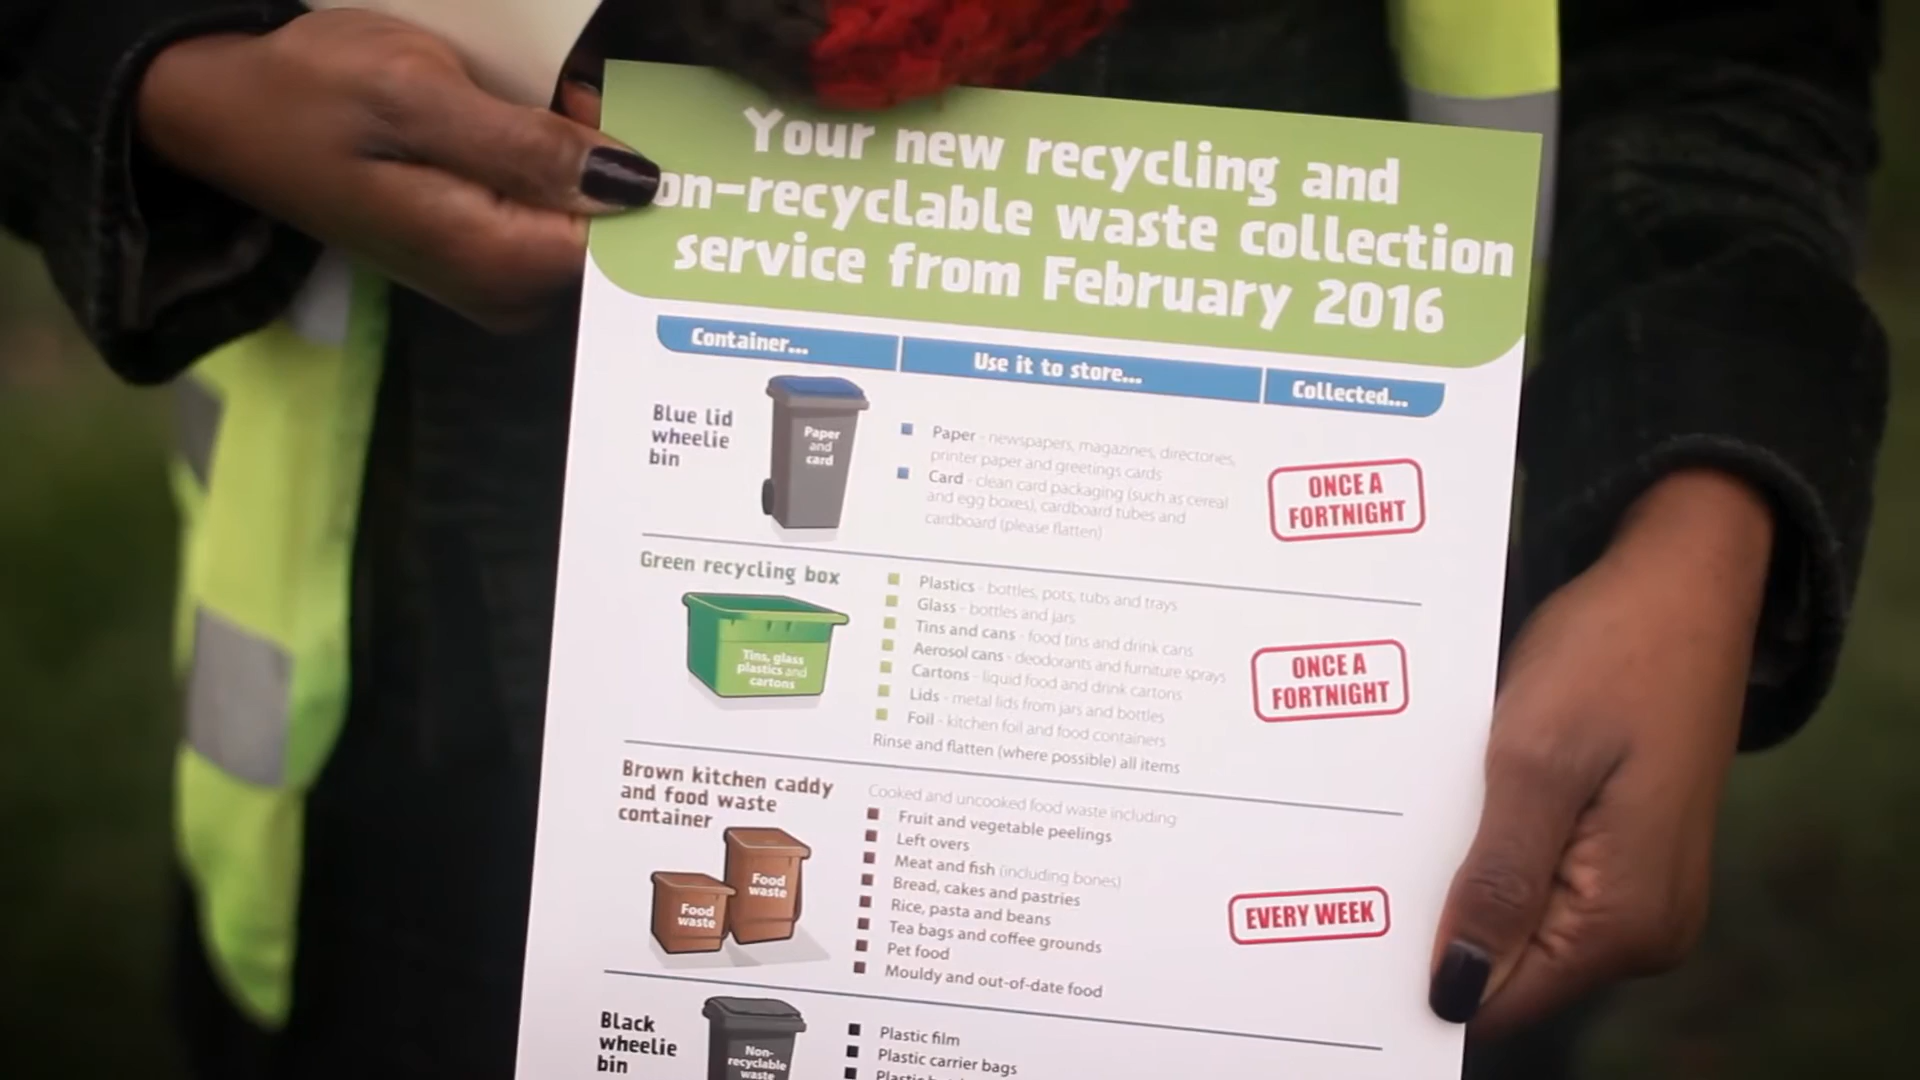 Your new recycling and
on-recyclable waste collection
service from February 2016
Container...
Use it to store...
Collected...
Blue lid
wheelie
bin
Paper
and
card
Paper - newspapers, magazines, directories,
printer paper and greetings cards
Card - clean card packaging (such as cereal
and egg boxes), cardboard tubes and
cardboard (please flatten)
ONCE A
FORTNIGHT
Green recycling box
Tins, glass
plastics and
cartons
Plastics - bottles, pots, tubs and trays
Glass - bottles and jars
Tins and cans - food tins and drink cans
Aerosol cans - deodorants and furniture sprays
Cartons - liquid food and drink cartons
Lids - metal lids from jars and bottles
Foil - kitchen foil and food containers
Rinse and flatten (where possible) all items
ONCE A
FORTNIGHT
Brown kitchen caddy
and food waste
container
Food
waste
Food
waste
Cooked and uncooked food waste including
Fruit and vegetable peelings
Left overs
Meat and fish (including bones)
Bread, cakes and pastries
Rice, pasta and beans
Tea bags and coffee grounds
Pet food
Mouldy and out-of-date food
EVERY WEEK
Black
wheelie
bin
Non-
recyclable
waste
Plastic film
Plastic carrier bags